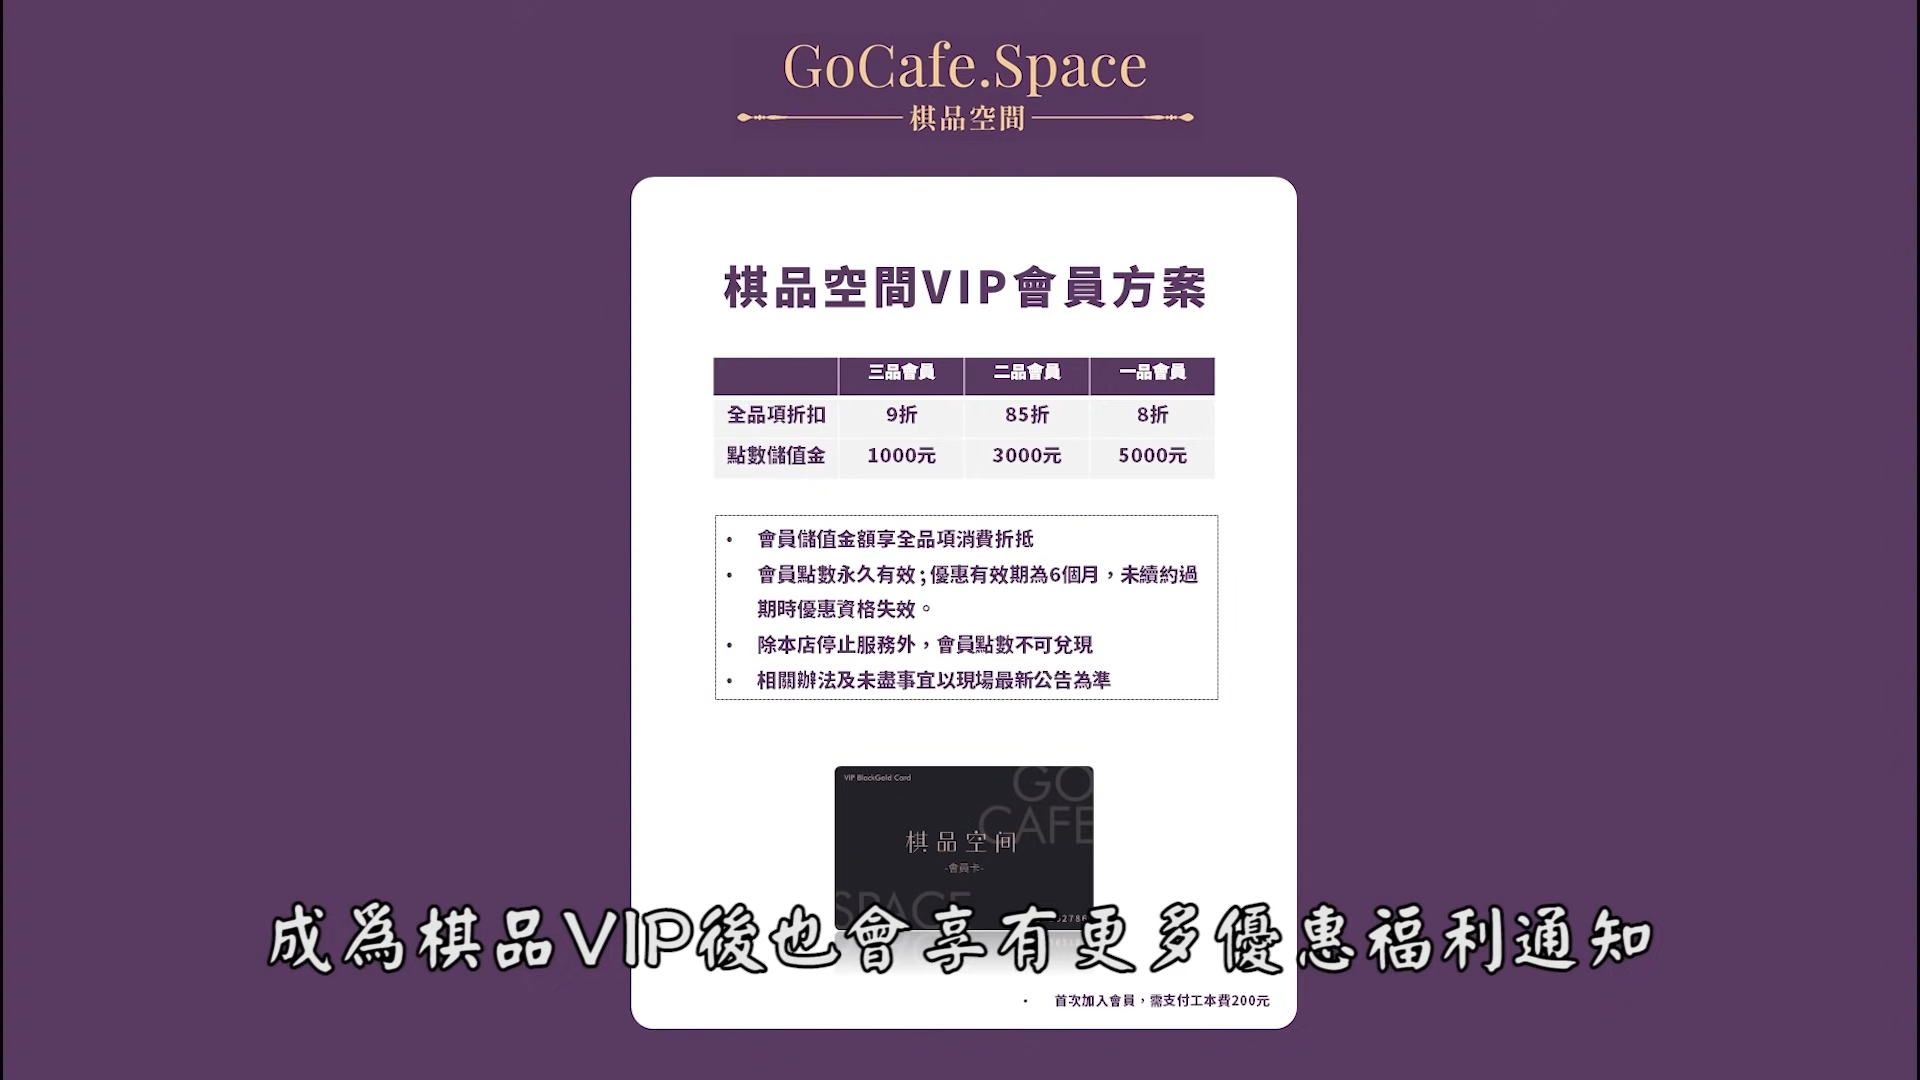 GoCafe.Space
棋品空間
棋品空間VIP會員方案
三品會員 二品會員 一品會員
全品項折扣 9折 85折 8折
點數儲值金 1000元 3000元 5000元
• 會員儲值金額享全品項消費折抵
• 會員點數永久有效;優惠有效期為6個月，未續約過
期時優惠資格失效。
• 除本店停止服務外，會員點數不可兌現
• 相關辦法及未盡事宜以現場最新公告為準
VIP BlackGold Card
GO
CAFE
棋品空间
-會員卡-
SPACE
成為棋品VIP後也會享有更多優惠福利通知
• 首次加入會員，需支付工本費200元